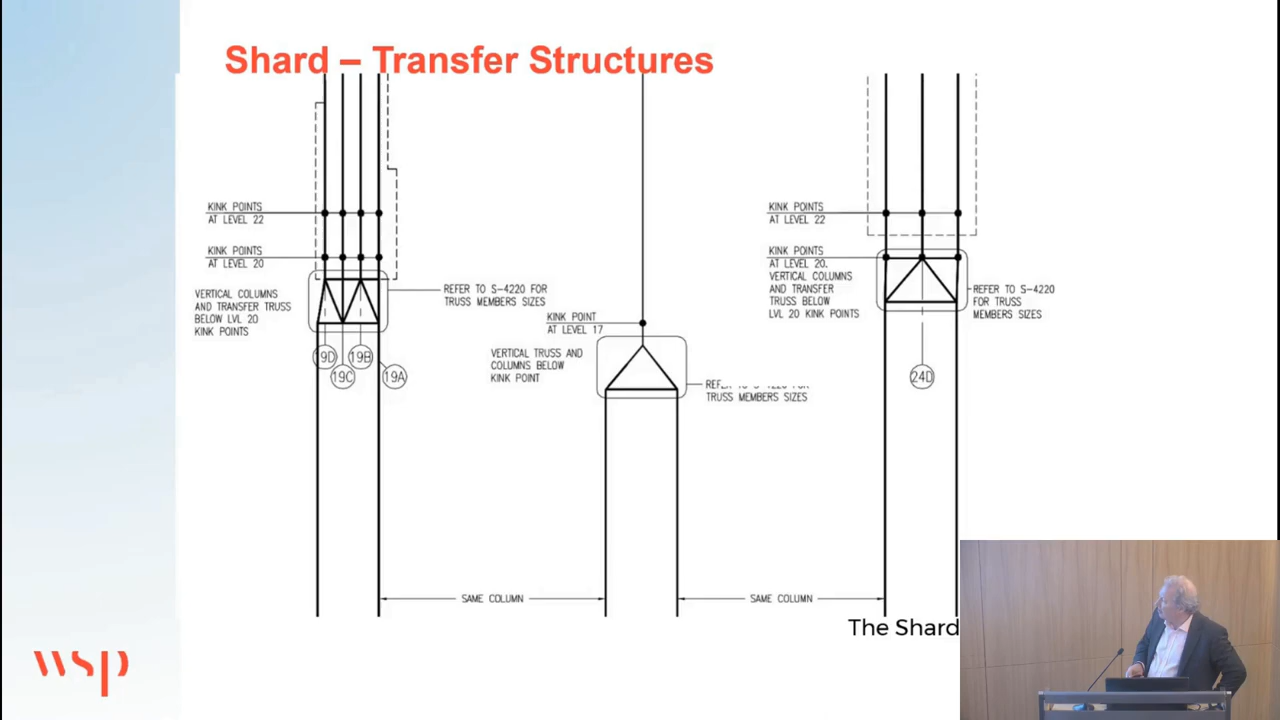 Shard – Transfer Structures
KINK POINTS
AT LEVEL 22
KINK POINTS
AT LEVEL 20
VERTICAL COLUMNS
AND TRANSFER TRUSS
BELOW LVL 20
KINK POINTS
REFER TO S-4220 FOR
TRUSS MEMBERS SIZES
19D
19B
19C
19A
KINK POINT
AT LEVEL 17
VERTICAL TRUSS AND
COLUMNS BELOW
KINK POINT
TRUSS MEMBERS SIZES
KINK POINTS
AT LEVEL 22
KINK POINTS
AT LEVEL 20.
VERTICAL COLUMNS
AND TRANSFER
TRUSS BELOW
LVL 20 KINK POINTS
REFER TO S-4220
FOR TRUSS
MEMBERS SIZES
24D
SAME COLUMN
SAME COLUMN
The Shard
wsp